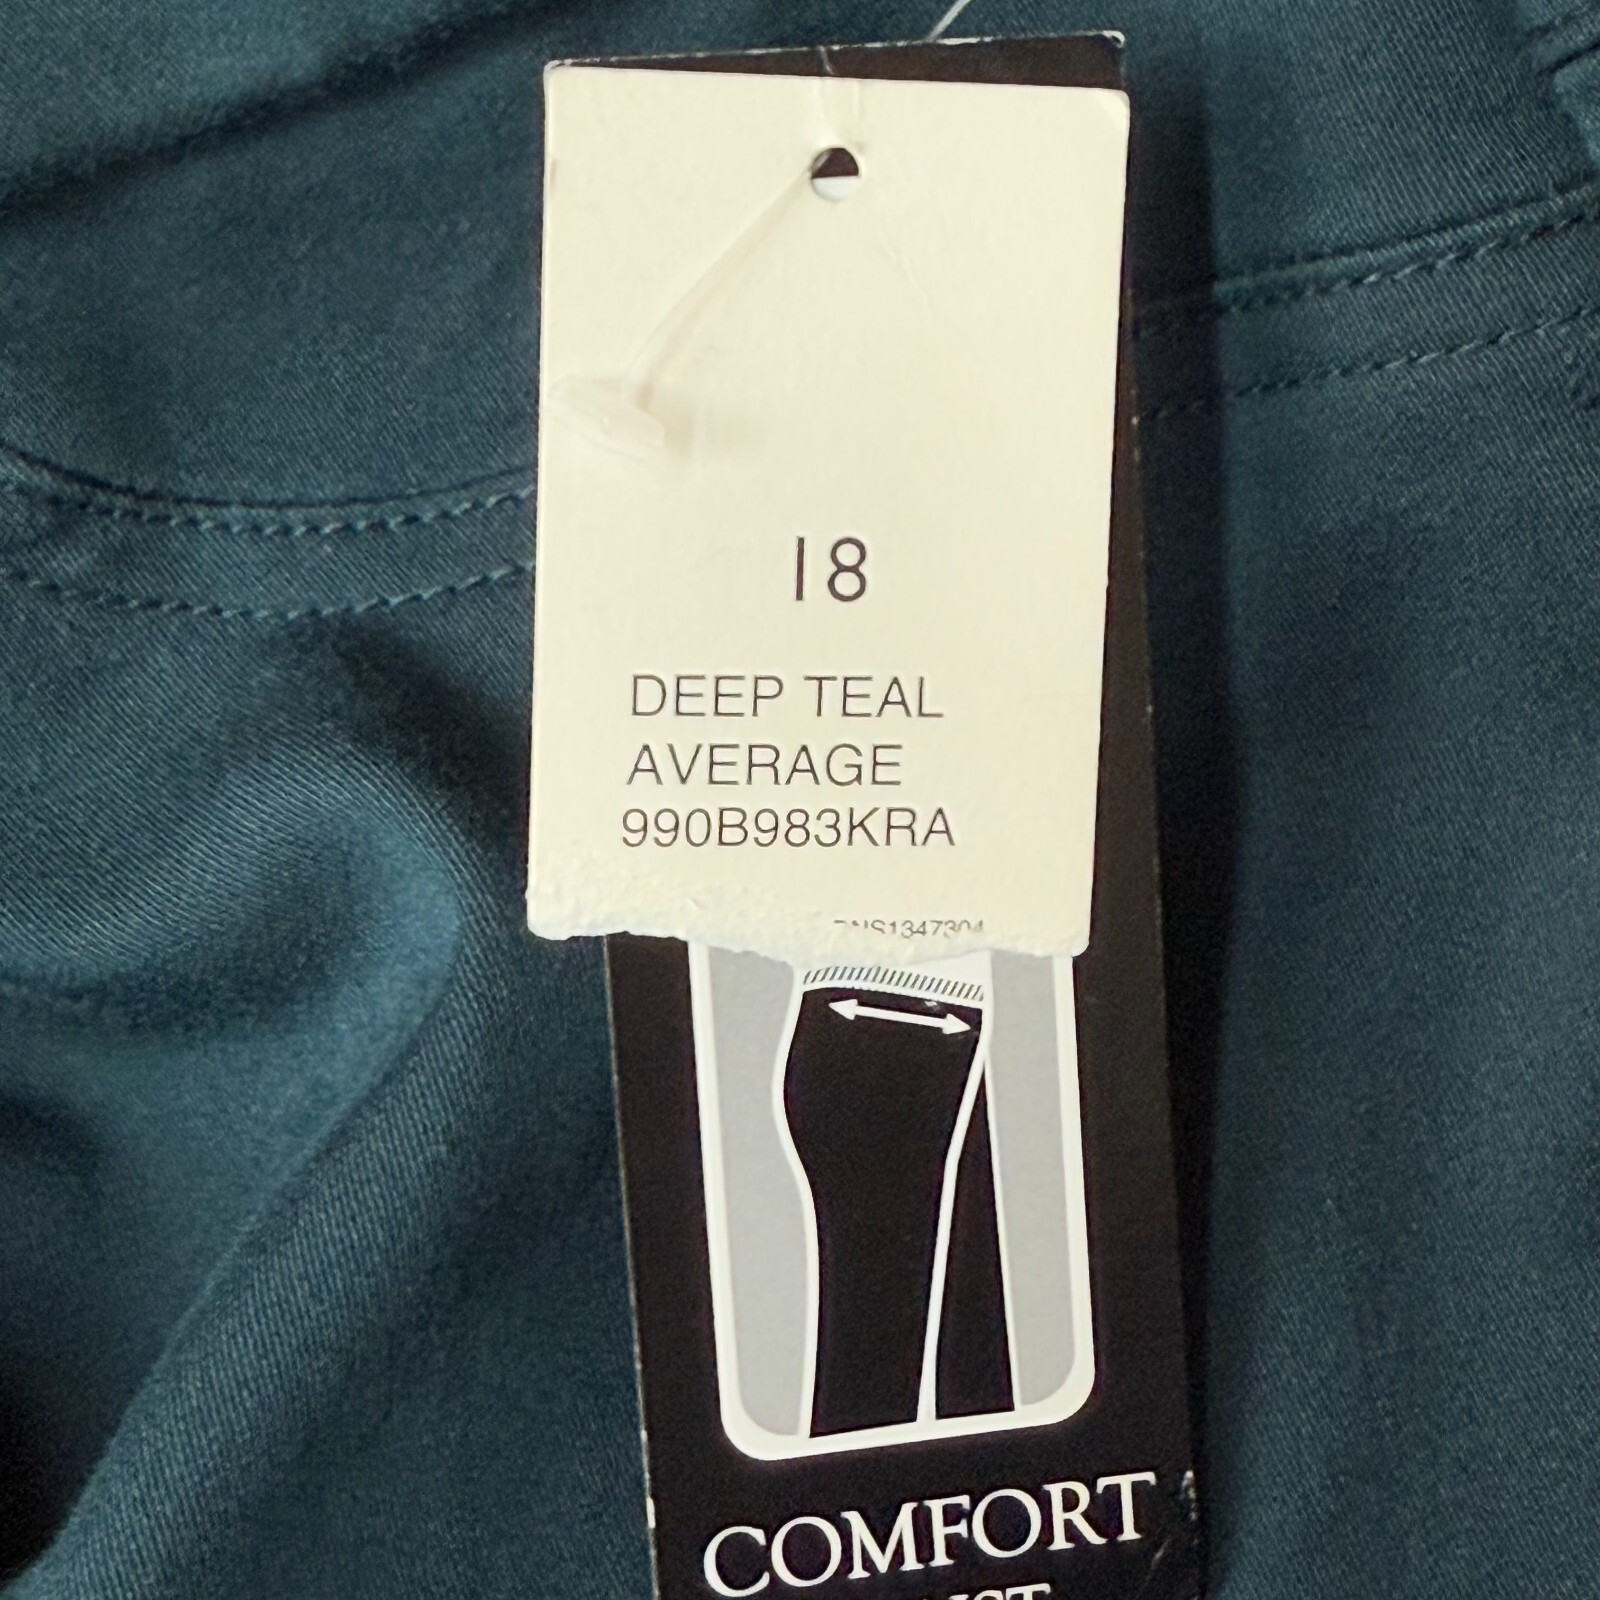 18
DEEP TEAL
AVERAGE
990B983KRA
COMFORT